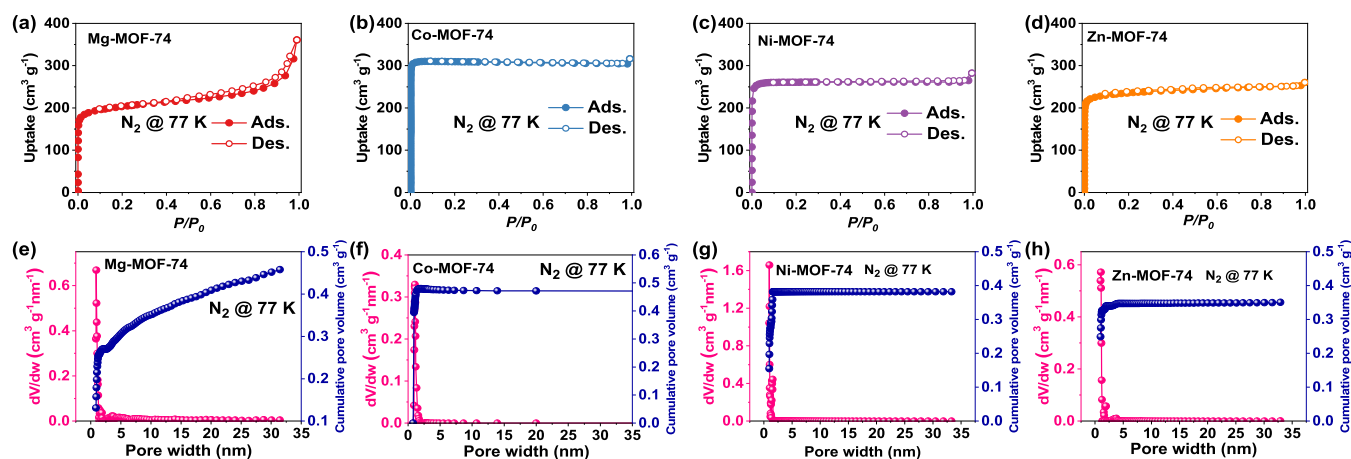 (a)
Mg-MOF-74
N2 @ 77 K
Ads.
Des.
Uptake (cm3 g-1)
400
300
200
100
0
0.0 0.2 0.4 0.6 0.8 1.0
P/P0
(b)
Co-MOF-74
N2 @ 77 K
Ads.
Des.
Uptake (cm3 g-1)
400
300
200
100
0
0.0 0.2 0.4 0.6 0.8 1.0
P/P0
(c)
Ni-MOF-74
N2 @ 77 K
Ads.
Des.
Uptake (cm3 g-1)
400
300
200
100
0
0.0 0.2 0.4 0.6 0.8 1.0
P/P0
(d)
Zn-MOF-74
N2 @ 77 K
Ads.
Des.
Uptake (cm3 g-1)
400
300
200
100
0
0.0 0.2 0.4 0.6 0.8 1.0
P/P0
(e)
Mg-MOF-74
N2 @ 77 K
dV/dw (cm3 g-1nm-1)
0.6
0.4
0.2
0.0
0 5 10 15 20 25 30 35
Pore width (nm)
0.5
0.4
0.3
0.2
0.1
Cumulative pore volume (cm3 g-1)
(f)
Co-MOF-74
N2 @ 77 K
dV/dw (cm3 g-1nm-1)
0.4
0.3
0.2
0.1
0.0
0 5 10 15 20 25 30 35
Pore width (nm)
0.6
0.5
0.4
0.3
0.2
0.1
0.0
Cumulative pore volume (cm3 g-1)
(g)
Ni-MOF-74
N2 @ 77 K
dV/dw (cm3 g-1nm-1)
1.6
1.2
0.8
0.4
0.0
0 5 10 15 20 25 30 35
Pore width (nm)
0.5
0.4
0.3
0.2
0.1
0.0
Cumulative pore volume (cm3 g-1)
(h)
Zn-MOF-74
N2 @ 77 K
dV/dw (cm3 g-1nm-1)
0.6
0.4
0.2
0.0
0 5 10 15 20 25 30 35
Pore width (nm)
0.5
0.4
0.3
0.2
0.1
0.0
Cumulative pore volume (cm3 g-1)